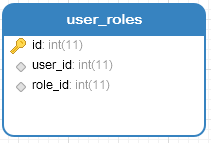 user_roles
id: int(11)
user_id: int(11)
role_id: int(11)